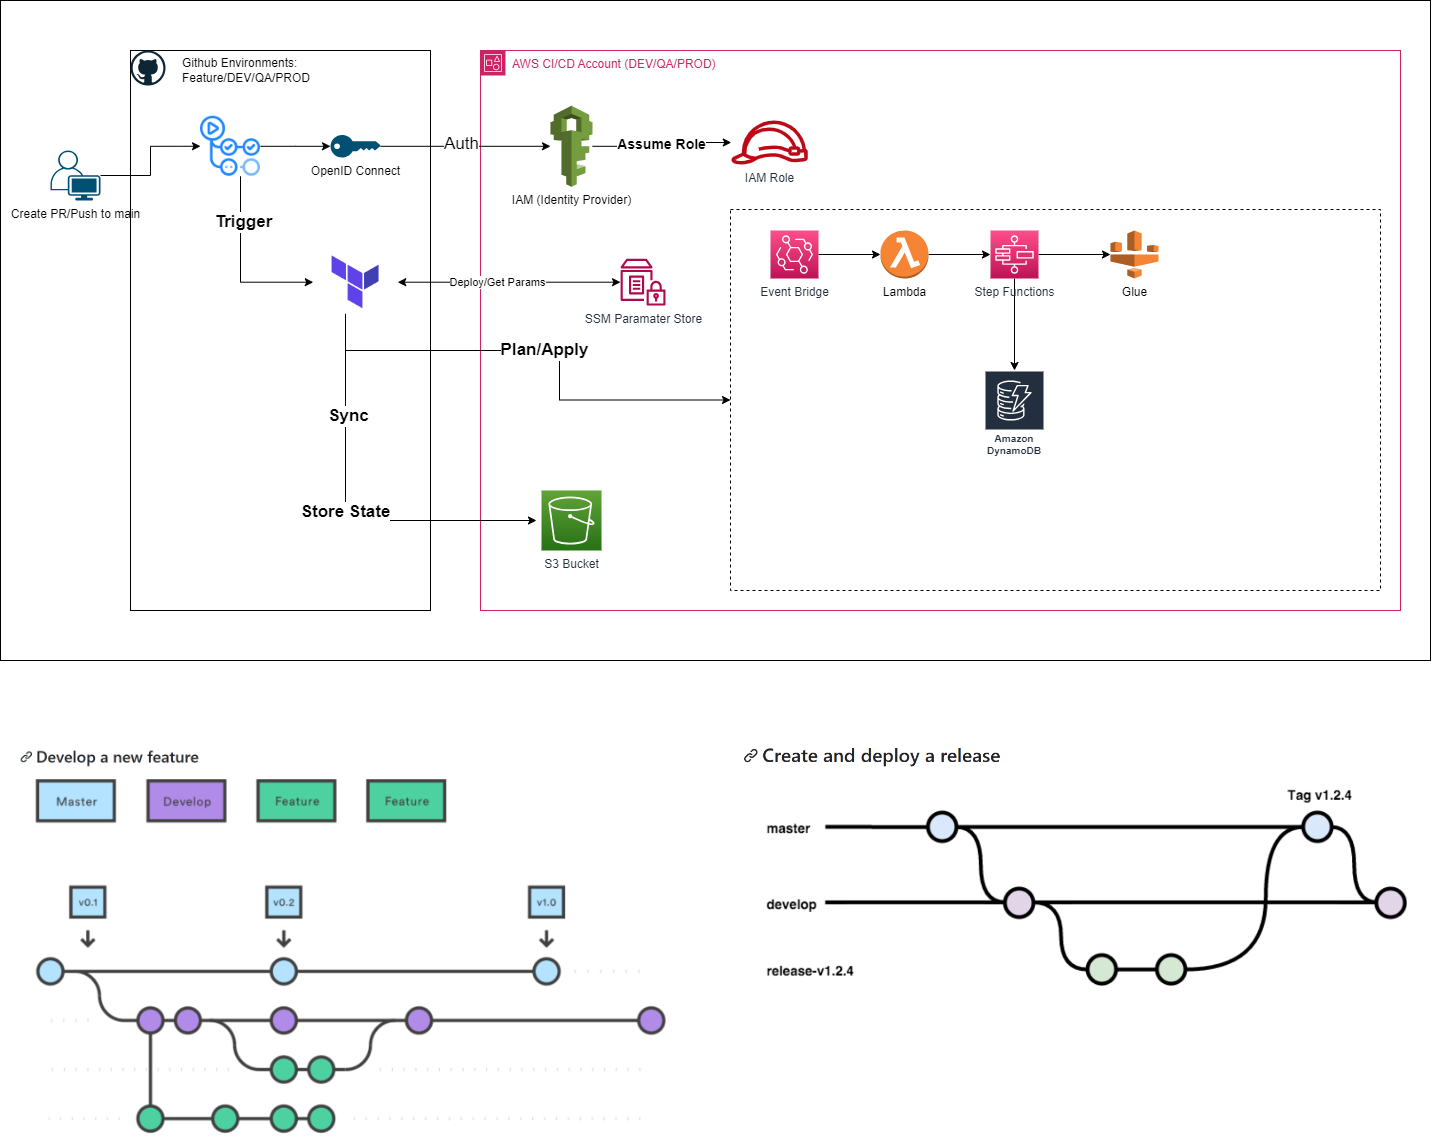 Github Environments:
Feature/DEV/QA/PROD
AWS CI/CD Account (DEV/QA/PROD)
Create PR/Push to main
OpenID Connect
Auth
IAM (Identity Provider)
Assume Role
IAM Role
Trigger
Deploy/Get Params
SSM Paramater Store
Event Bridge
Lambda
Step Functions
Glue
Plan/Apply
Sync
Amazon
DynamoDB
Store State
S3 Bucket
Develop a new feature
Master
Develop
Feature
Feature
v0.1
v0.2
v1.0
Create and deploy a release
Tag v1.2.4
master
develop
release-v1.2.4